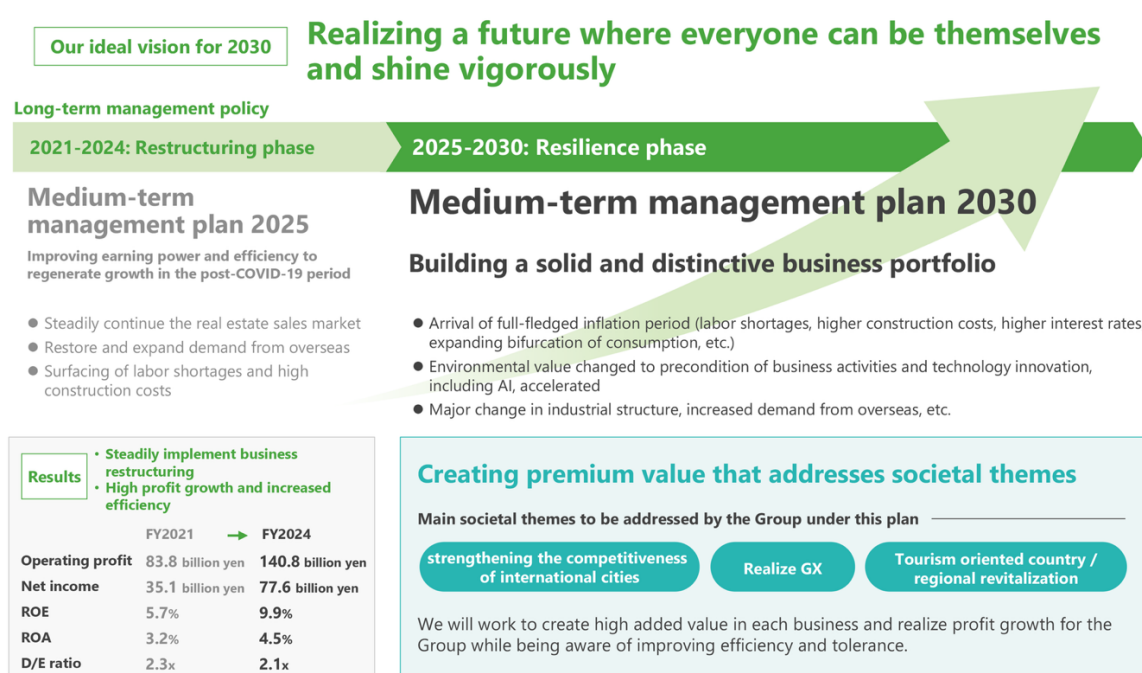 Our ideal vision for 2030
Realizing a future where everyone can be themselves
and shine vigorously
Long-term management policy
2021-2024: Restructuring phase
2025-2030: Resilience phase
Medium-term
management plan 2025
Improving earning power and efficiency to
regenerate growth in the post-COVID-19 period
● Steadily continue the real estate sales market
● Restore and expand demand from overseas
● Surfacing of labor shortages and high
construction costs
Medium-term management plan 2030
Building a solid and distinctive business portfolio
● Arrival of full-fledged inflation period (labor shortages, higher construction costs, higher interest rates
expanding bifurcation of consumption, etc.)
● Environmental value changed to precondition of business activities and technology innovation,
including AI, accelerated
● Major change in industrial structure, increased demand from overseas, etc.
Results
• Steadily implement business
restructuring
• High profit growth and increased
efficiency
FY2021 FY2024
Operating profit 83.8 billion yen 140.8 billion yen
Net income 35.1 billion yen 77.6 billion yen
ROE 5.7% 9.9%
ROA 3.2% 4.5%
D/E ratio 2.3x 2.1x
Creating premium value that addresses societal themes
Main societal themes to be addressed by the Group under this plan
strengthening the competitiveness
of international cities
Realize GX
Tourism oriented country /
regional revitalization
We will work to create high added value in each business and realize profit growth for the
Group while being aware of improving efficiency and tolerance.